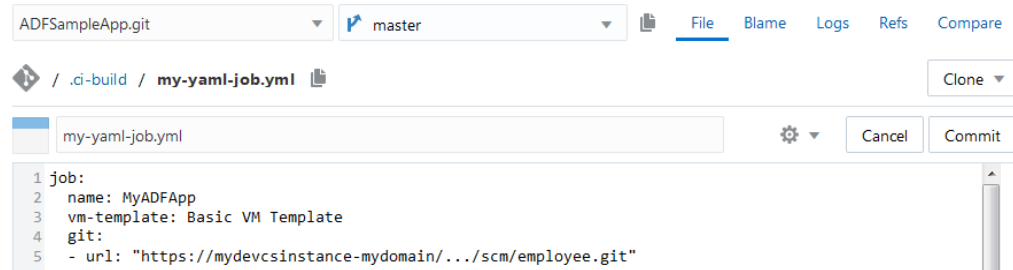 ADFSampleApp.git master File Blame Logs Refs Compare
/ .ci-build / my-yaml-job.yml Clone
my-yaml-job.yml Cancel Commit
1 job:
2   name: MyADFApp
3   vm-template: Basic VM Template
4   git:
5   - url: "https://mydevcsinstance-mydomain/.../scm/employee.git"